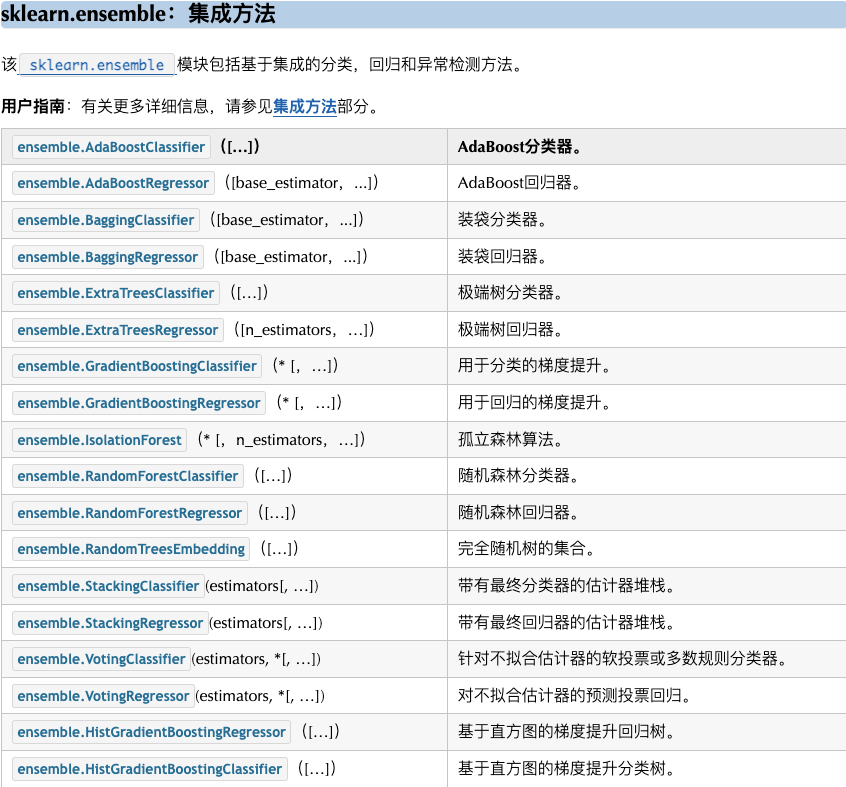 sklearn.ensemble：集成方法
该 sklearn.ensemble 模块包括基于集成的分类，回归和异常检测方法。
用户指南：有关更多详细信息，请参见集成方法部分。
ensemble.AdaBoostClassifier （[…]） AdaBoost分类器。
ensemble.AdaBoostRegressor （[base_estimator，...]） AdaBoost回归器。
ensemble.BaggingClassifier （[base_estimator，...]） 装袋分类器。
ensemble.BaggingRegressor （[base_estimator，...]） 装袋回归器。
ensemble.ExtraTreesClassifier （[…]） 极端树分类器。
ensemble.ExtraTreesRegressor （[n_estimators，…]） 极端树回归器。
ensemble.GradientBoostingClassifier （* [，…]） 用于分类的梯度提升。
ensemble.GradientBoostingRegressor （* [，…]） 用于回归的梯度提升。
ensemble.IsolationForest （* [，n_estimators，…]） 孤立森林算法。
ensemble.RandomForestClassifier （[…]） 随机森林分类器。
ensemble.RandomForestRegressor （[…]） 随机森林回归器。
ensemble.RandomTreesEmbedding （[…]） 完全随机树的集合。
ensemble.StackingClassifier(estimators[, …]) 带有最终分类器的估计器堆栈。
ensemble.StackingRegressor(estimators[, …]) 带有最终回归器的估计器堆栈。
ensemble.VotingClassifier(estimators, *[, …]) 针对不拟合估计器的软投票或多数规则分类器。
ensemble.VotingRegressor(estimators, *[, …]) 对不拟合估计器的预测投票回归。
ensemble.HistGradientBoostingRegressor （[…]） 基于直方图的梯度提升回归树。
ensemble.HistGradientBoostingClassifier （[…]） 基于直方图的梯度提升分类树。